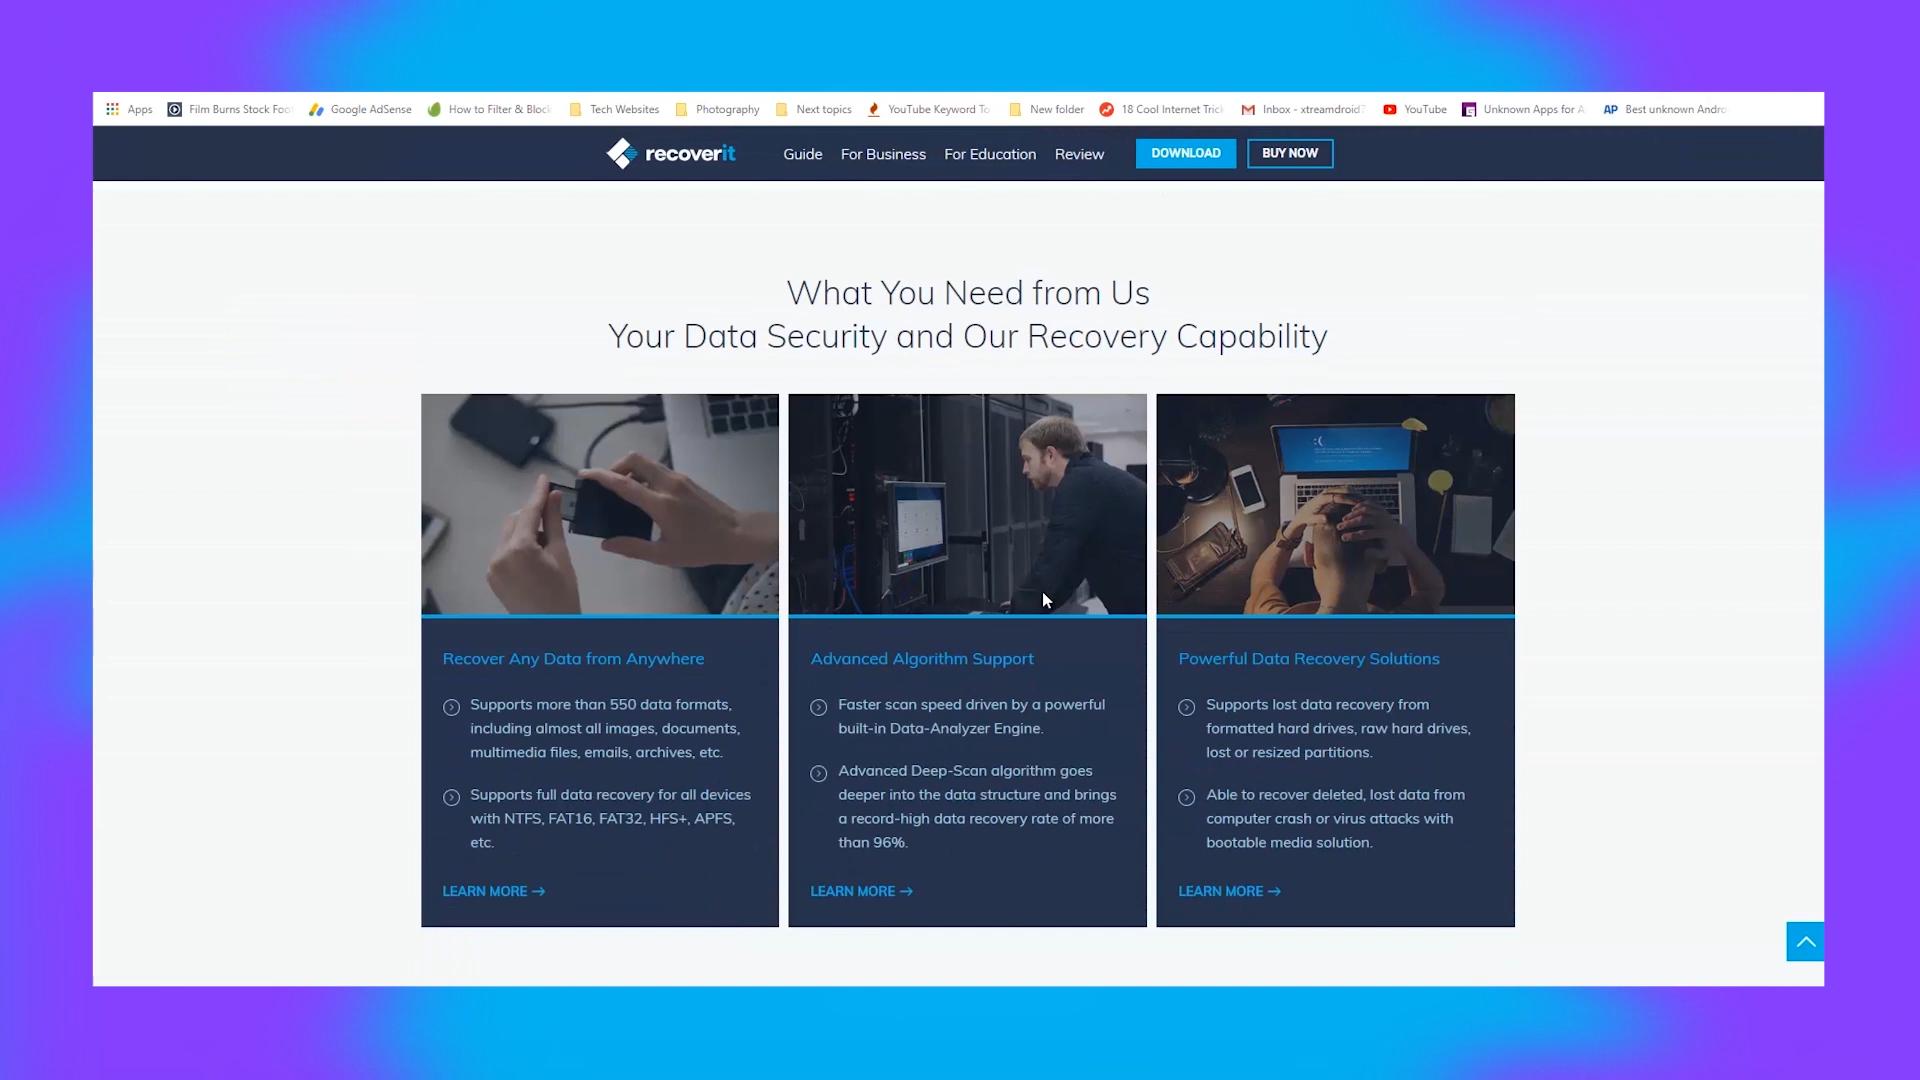 Apps Film Burns Stock Foo Google AdSense How to Filter & Block Tech Websites Photography Next topics YouTube Keyword To New folder 18 Cool Internet Trick Inbox - xtreamdroid7 YouTube Unknown Apps for A AP Best unknown Andro
recoverit Guide For Business For Education Review DOWNLOAD BUY NOW
What You Need from Us
Your Data Security and Our Recovery Capability
Recover Any Data from Anywhere
Supports more than 550 data formats,
including almost all images, documents,
multimedia files, emails, archives, etc.
Supports full data recovery for all devices
with NTFS, FAT16, FAT32, HFS+, APFS,
etc.
LEARN MORE →
Advanced Algorithm Support
Faster scan speed driven by a powerful
built-in Data-Analyzer Engine.
Advanced Deep-Scan algorithm goes
deeper into the data structure and brings
a record-high data recovery rate of more
than 96%.
LEARN MORE →
Powerful Data Recovery Solutions
Supports lost data recovery from
formatted hard drives, raw hard drives,
lost or resized partitions.
Able to recover deleted, lost data from
computer crash or virus attacks with
bootable media solution.
LEARN MORE →